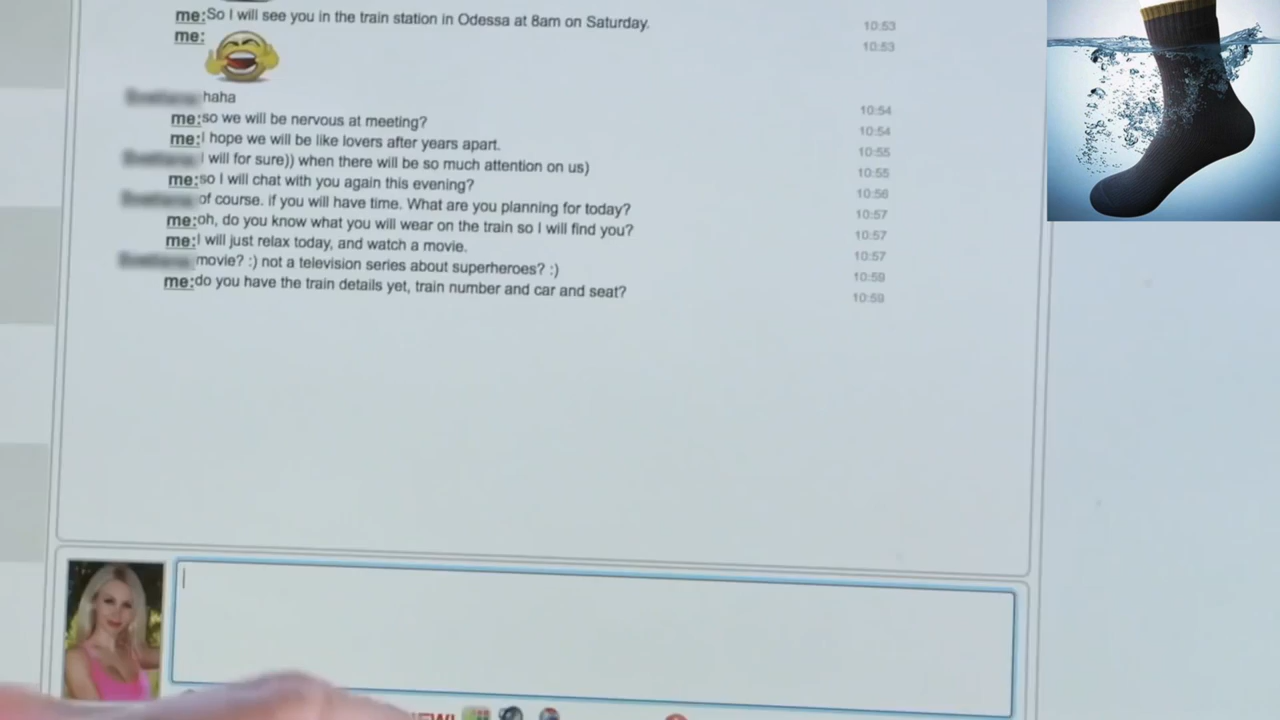 me:So I will see you in the train station in Odessa at 8am on Saturday. 10:53
me: 10:53
haha 10:54
me:so we will be nervous at meeting? 10:54
me:I hope we will be like lovers after years apart. 10:55
I will for sure)) when there will be so much attention on us) 10:55
me:so I will chat with you again this evening? 10:56
of course. if you will have time. What are you planning for today? 10:57
me:oh, do you know what you will wear on the train so I will find you? 10:57
me:I will just relax today, and watch a movie. 10:57
movie? :) not a television series about superheroes? :) 10:59
me:do you have the train details yet, train number and car and seat? 10:59